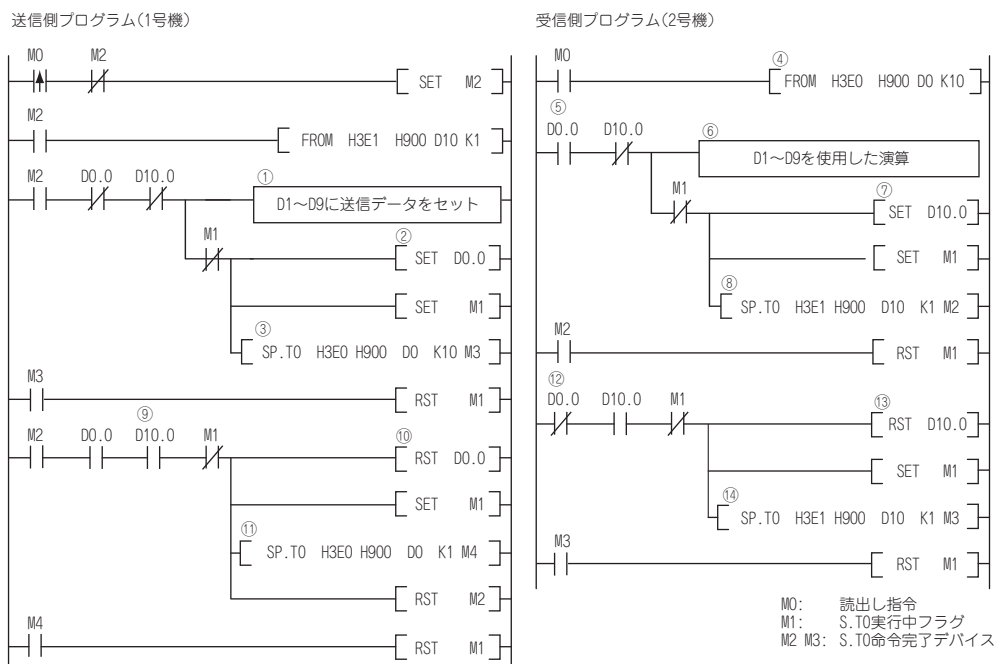 送信側プログラム(1号機)
M0 M2
SET M2
M2
FROM H3E1 H900 D10 K1
M2 D0.0 D10.0 ①
D1～D9に送信データをセット
M1 ②
SET D0.0
SET M1
③
SP.TO H3E0 H900 D0 K10 M3
M3
RST M1
⑨
M2 D0.0 D10.0 M1 ⑩
RST D0.0
SET M1
⑪
SP.TO H3E0 H900 D0 K1 M4
RST M2
M4
RST M1
受信側プログラム(2号機)
M0 ④
FROM H3E0 H900 D0 K10
⑤
D0.0 D10.0 ⑥
D1～D9を使用した演算
M1 ⑦
SET D10.0
SET M1
⑧
SP.TO H3E1 H900 D10 K1 M2
M2
RST M1
⑫
D0.0 D10.0 M1 ⑬
RST D10.0
SET M1
⑭
SP.TO H3E1 H900 D10 K1 M3
M3
RST M1
M0: 読出し指令
M1: S.TO実行中フラグ
M2 M3: S.TO命令完了デバイス